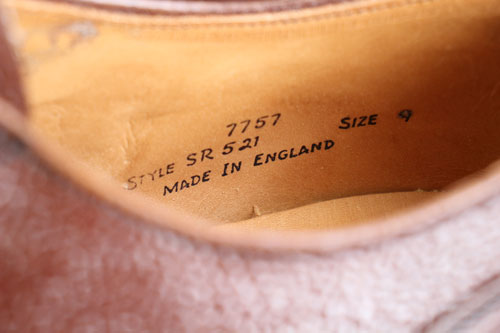 7757 SIZE 9
STYLE SR 521
MADE IN ENGLAND